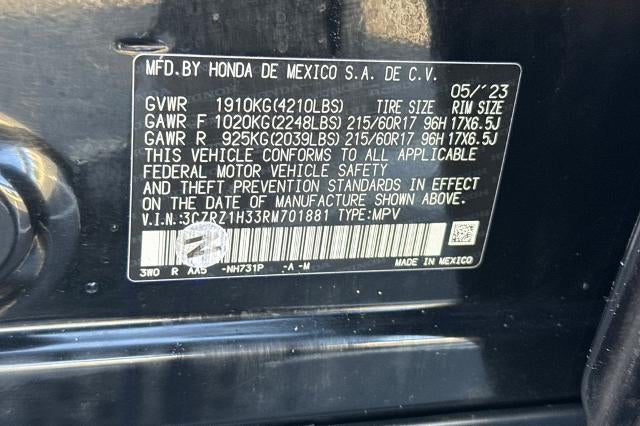 MFD.BY HONDA DE MEXICO S.A. DE C.V.
05/'23
GVWR 1910KG(4210LBS) TIRE SIZE RIM SIZE
GAWR F 1020KG(2248LBS) 215/60R17 96H 17X6.5J
GAWR R 925KG(2039LBS) 215/60R17 96H 17X6.5J
THIS VEHICLE CONFORMS TO ALL APPLICABLE
FEDERAL MOTOR VEHICLE SAFETY
AND THEFT PREVENTION STANDARDS IN EFFECT
ON THE DATE OF MANUFACTURE SHOWN ABOVE.
V.I.N.:3CZRZ1H33RM701881 TYPE:MPV
3WO R AA5 -NH731P -A -M MADE IN MEXICO